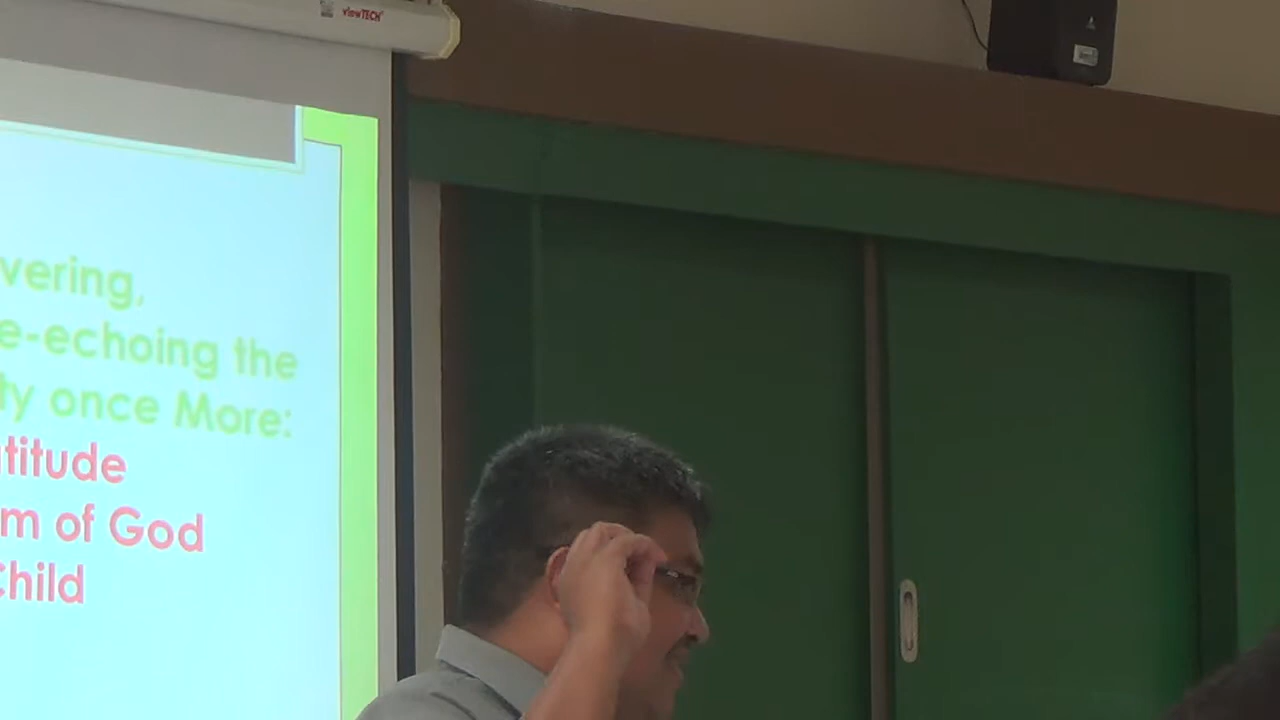 viewTECH
vering,
e-echoing the
ty once More:
titude
m of God
Child